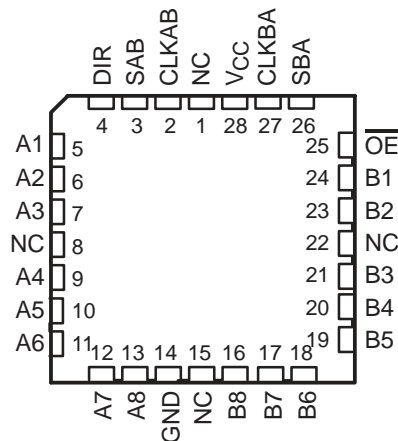 DIR SAB CLKAB NC VCC CLKBA SBA
4 3 2 1 28 27 26
A1 5 25 O̅E̅
A2 6 24 B1
A3 7 23 B2
NC 8 22 NC
A4 9 21 B3
A5 10 20 B4
A6 11 19 B5
12 13 14 15 16 17 18
A7 A8 GND NC B8 B7 B6